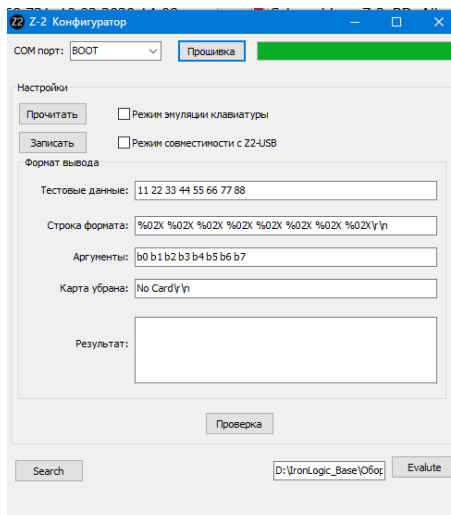 Z2 Z-2 Конфигуратор
COM порт: BOOT Прошивка
Настройки
Прочитать Режим эмуляции клавиатуры
Записать Режим совместимости с Z2-USB
Формат вывода
Тестовые данные: 11 22 33 44 55 66 77 88
Строка формата: %02X %02X %02X %02X %02X %02X %02X %02X\r\n
Аргументы: b0 b1 b2 b3 b4 b5 b6 b7
Карта убрана: No Card\r\n
Результат:
Проверка
Search D:\IronLogic_Base\Обор Evalute